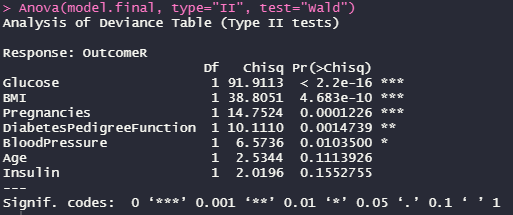 > Anova(model.final, type="II", test="Wald")
Analysis of Deviance Table (Type II tests)

Response: OutcomeR
                         Df   Chisq Pr(>Chisq)
Glucose                   1 91.9113  < 2.2e-16 ***
BMI                       1 38.8051  4.683e-10 ***
Pregnancies               1 14.7524  0.0001226 ***
DiabetesPedigreeFunction  1 10.1110  0.0014739 **
BloodPressure             1  6.5736  0.0103500 *
Age                       1  2.5344  0.1113926
Insulin                   1  2.0196  0.1552755
---
Signif. codes:  0 ‘***’ 0.001 ‘**’ 0.01 ‘*’ 0.05 ‘.’ 0.1 ‘ ’ 1